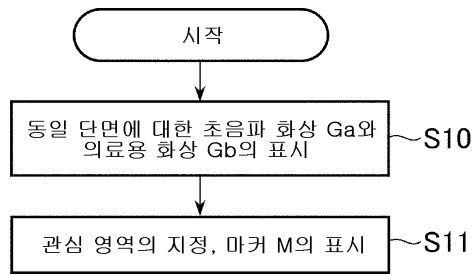 시작
동일 단면에 대한 초음파 화상 Ga와
의료용 화상 Gb의 표시
S10
관심 영역의 지정, 마커 M의 표시
S11